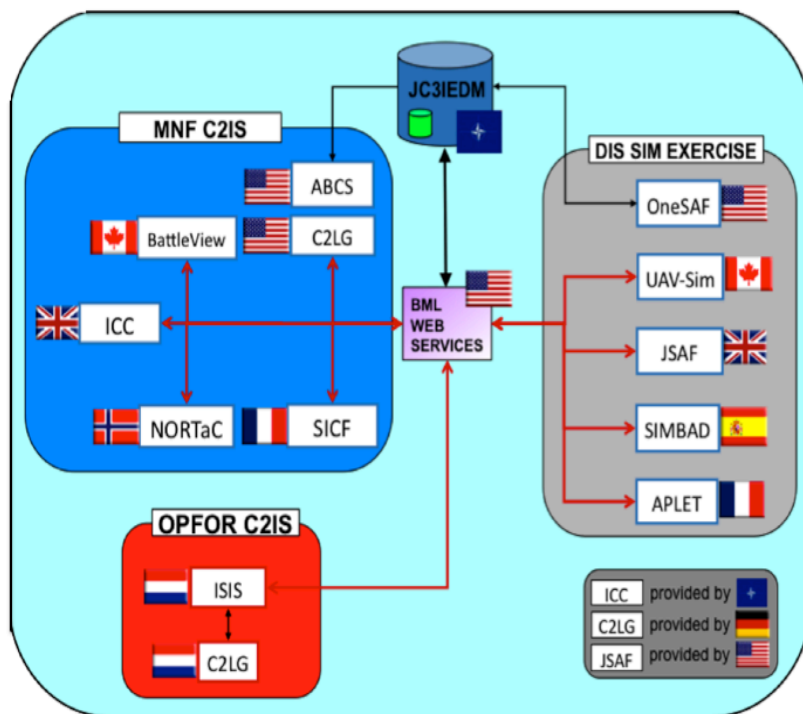 JC3IEDM
MNF C2IS
ABCS
BattleView
C2LG
ICC
NORTaC
SICF
BML
WEB
SERVICES
DIS SIM EXERCISE
OneSAF
UAV-Sim
JSAF
SIMBAD
APLET
OPFOR C2IS
ISIS
C2LG
ICC provided by
C2LG provided by
JSAF provided by